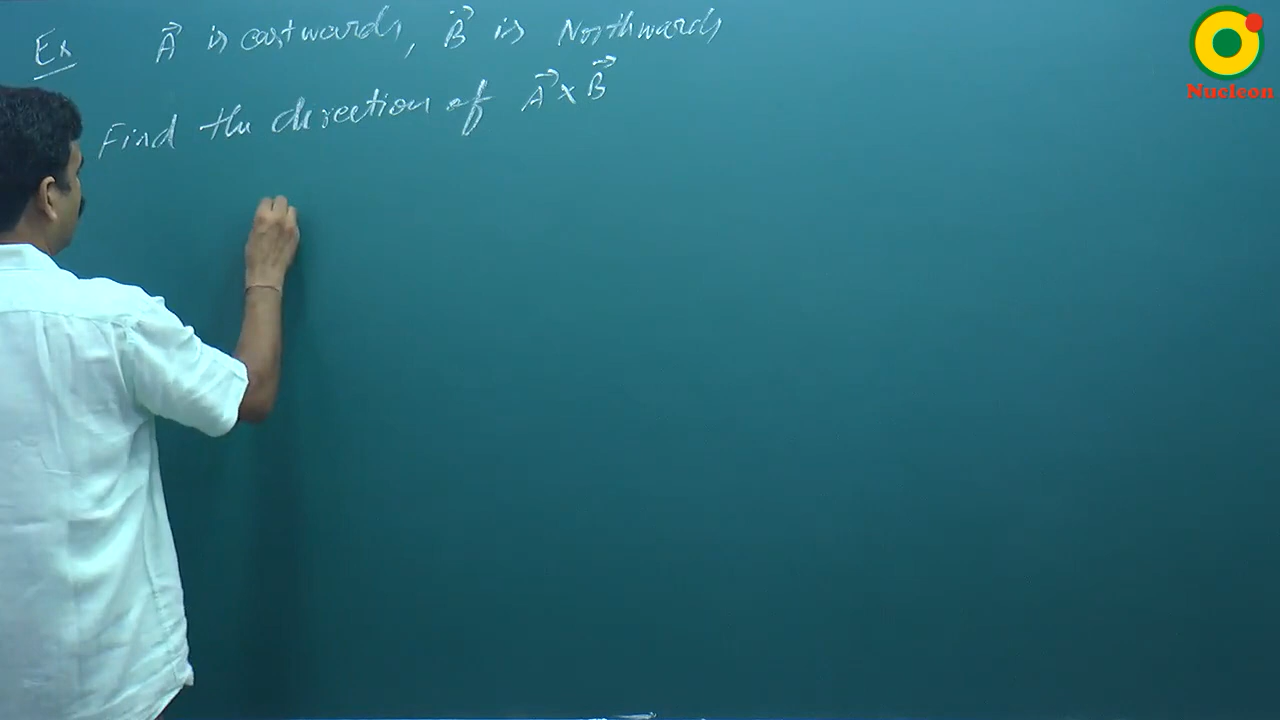 Ex A⃗ is eastwards, B⃗ is Northwards
Find the direction of A⃗ × B⃗
Nucleon